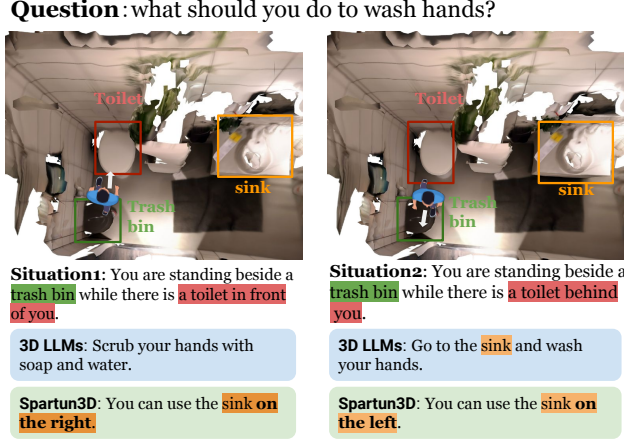 Question: what should you do to wash hands?
Toilet
sink
Trash
bin
Situation1: You are standing beside a
trash bin while there is a toilet in front
of you.
3D LLMs: Scrub your hands with
soap and water.
Spartun3D: You can use the sink on
the right.
Toilet
sink
Trash
bin
Situation2: You are standing beside a
trash bin while there is a toilet behind
you.
3D LLMs: Go to the sink and wash
your hands.
Spartun3D: You can use the sink on
the left.